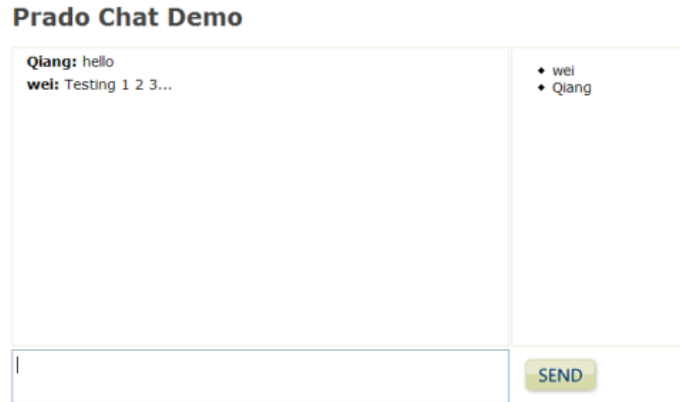 Prado Chat Demo
Qiang: hello
wei: Testing 1 2 3...
wei
Qiang
SEND